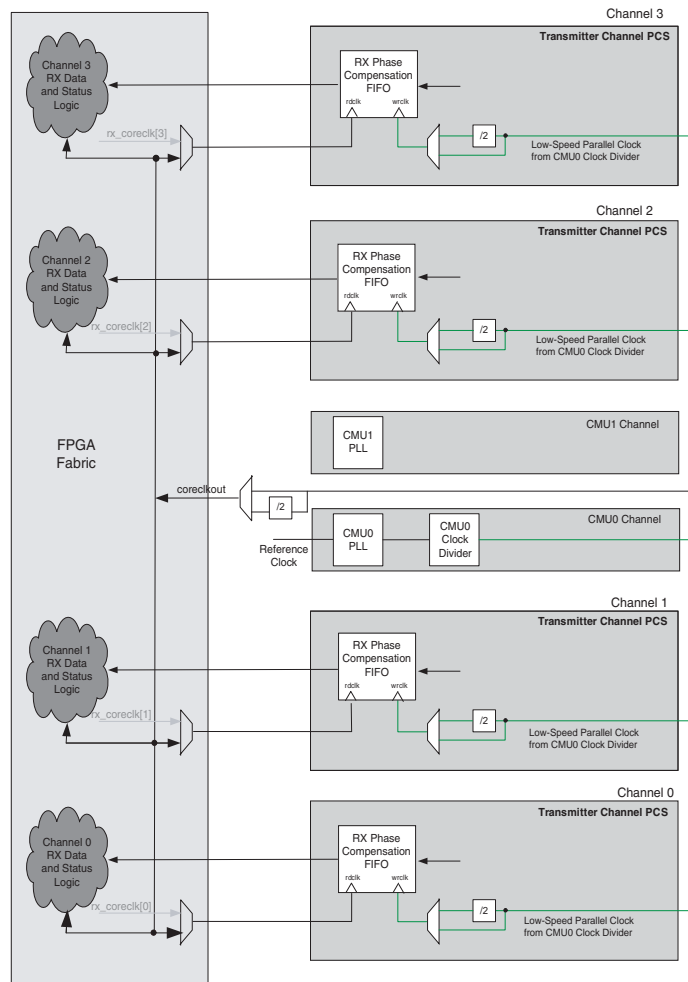 Channel 3
Transmitter Channel PCS
Channel 3
RX Data
and Status
Logic
RX Phase
Compensation
FIFO
rdclk
wrclk
rx_coreclk[3]
/2
Low-Speed Parallel Clock
from CMU0 Clock Divider
Channel 2
Transmitter Channel PCS
Channel 2
RX Data
and Status
Logic
RX Phase
Compensation
FIFO
rdclk
wrclk
rx_coreclk[2]
/2
Low-Speed Parallel Clock
from CMU0 Clock Divider
CMU1 Channel
CMU1
PLL
FPGA
Fabric
coreclkout
/2
CMU0 Channel
CMU0
PLL
CMU0
Clock
Divider
Reference
Clock
Channel 1
Transmitter Channel PCS
Channel 1
RX Data
and Status
Logic
RX Phase
Compensation
FIFO
rdclk
wrclk
rx_coreclk[1]
/2
Low-Speed Parallel Clock
from CMU0 Clock Divider
Channel 0
Transmitter Channel PCS
Channel 0
RX Data
and Status
Logic
RX Phase
Compensation
FIFO
rdclk
wrclk
rx_coreclk[0]
/2
Low-Speed Parallel Clock
from CMU0 Clock Divider